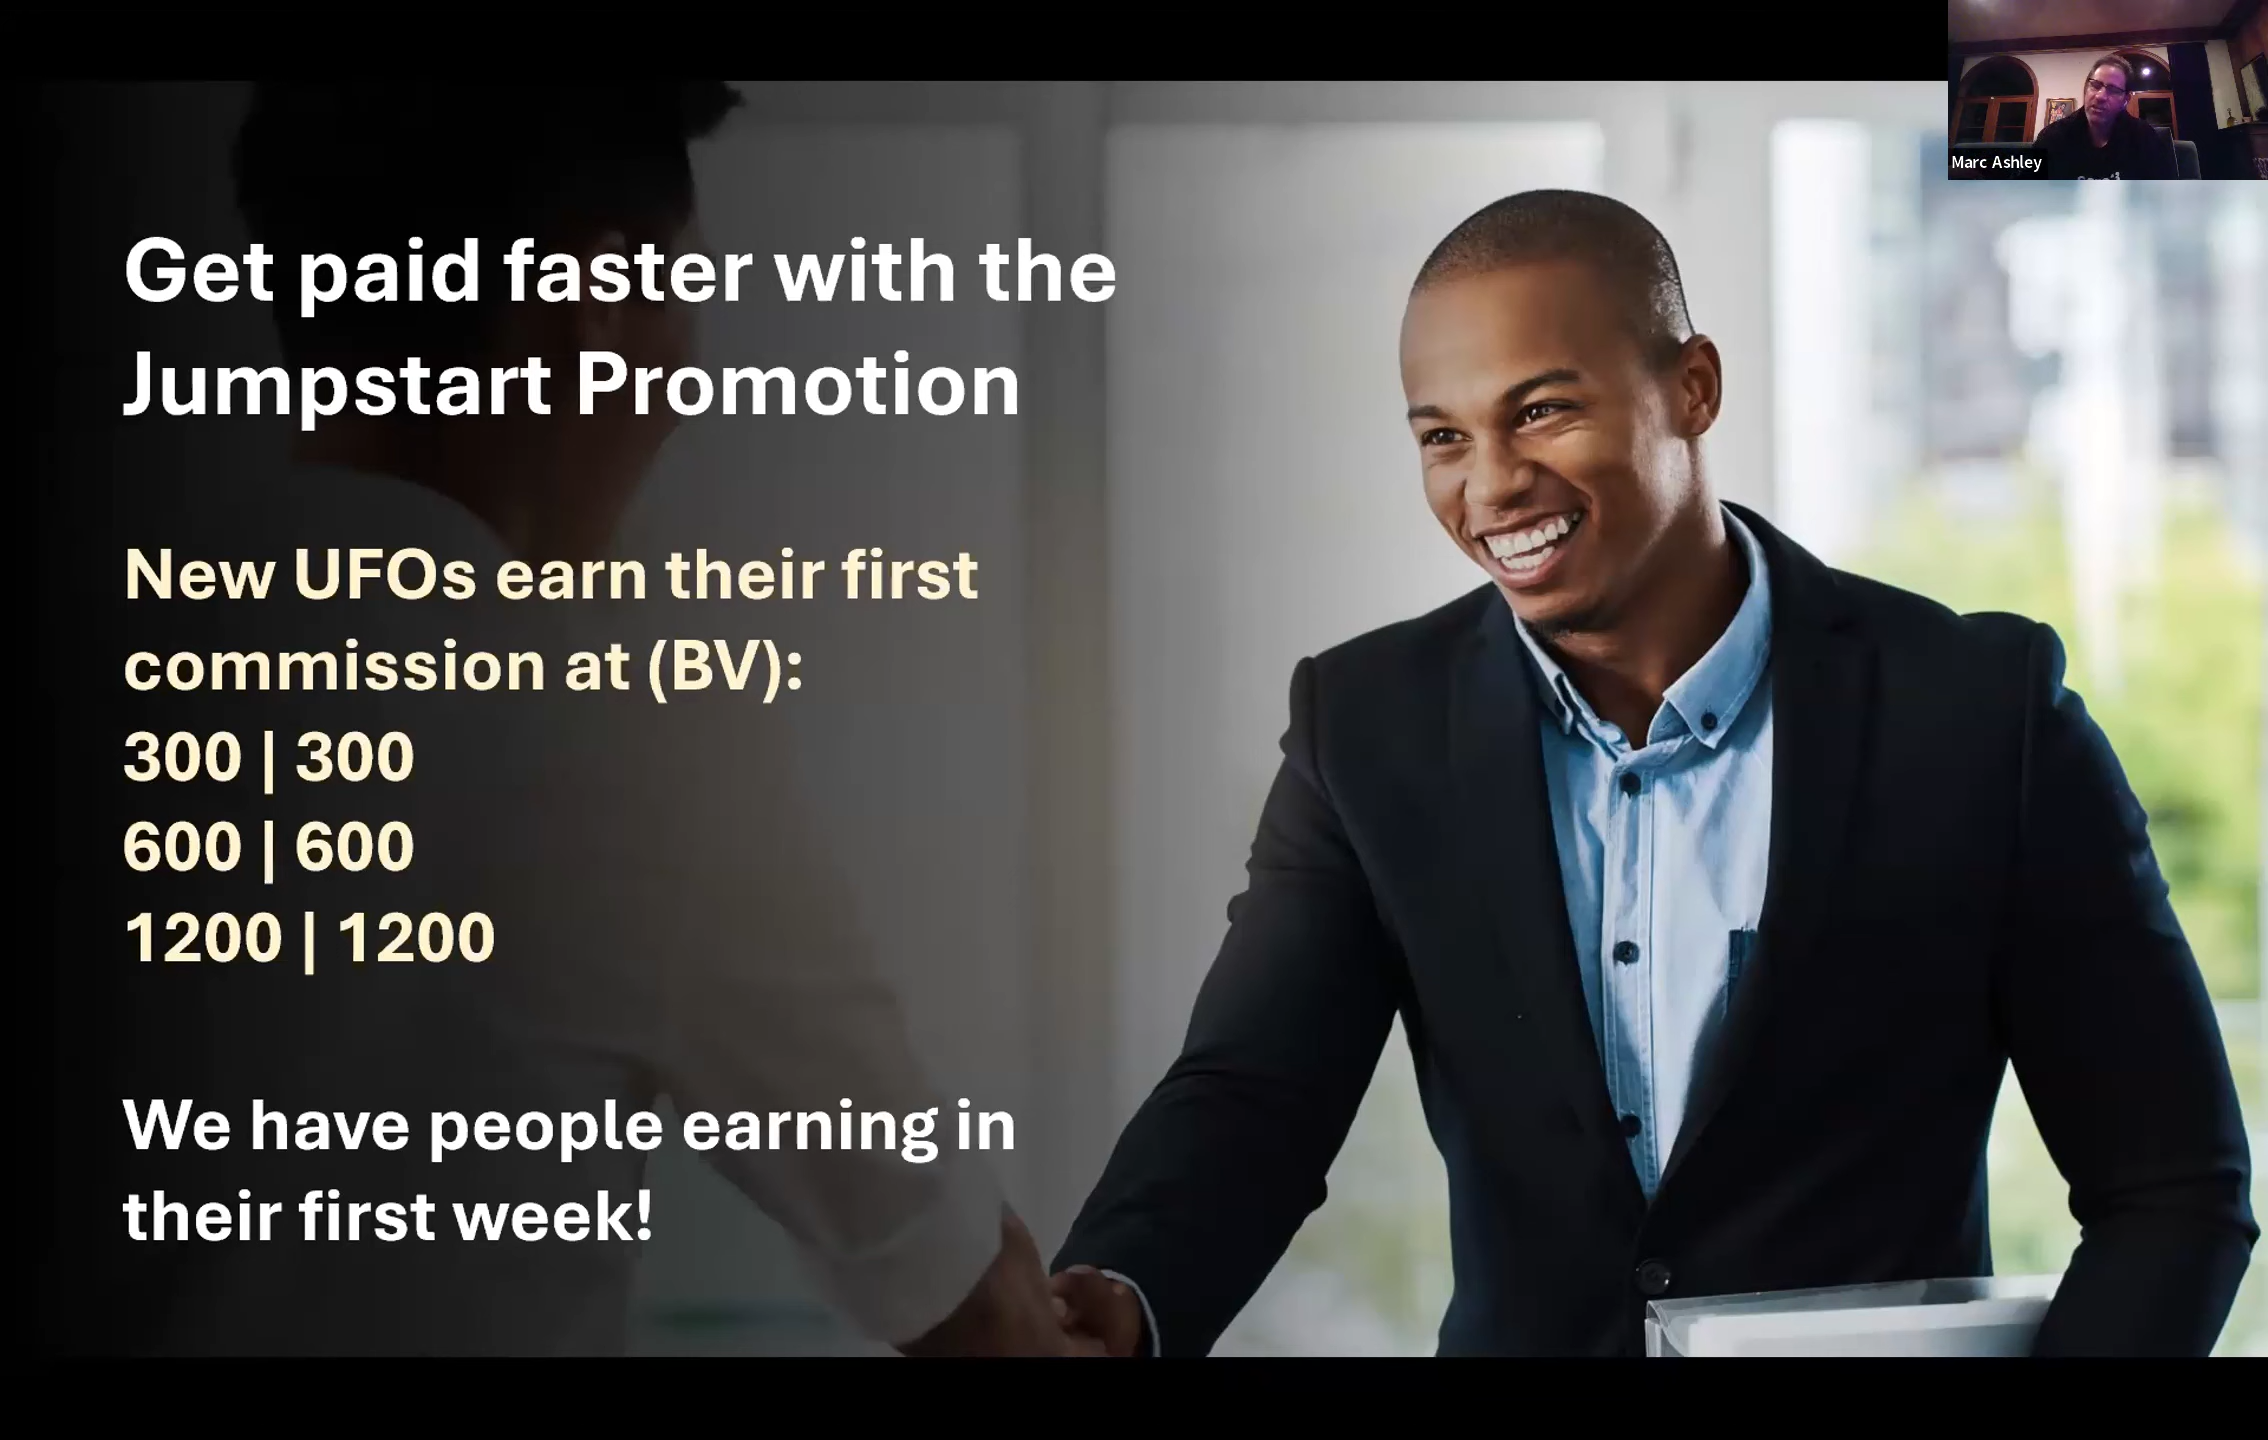 Get paid faster with the
Jumpstart Promotion
New UFOs earn their first
commission at (BV):
300 | 300
600 | 600
1200 | 1200
We have people earning in
their first week!
Marc Ashley